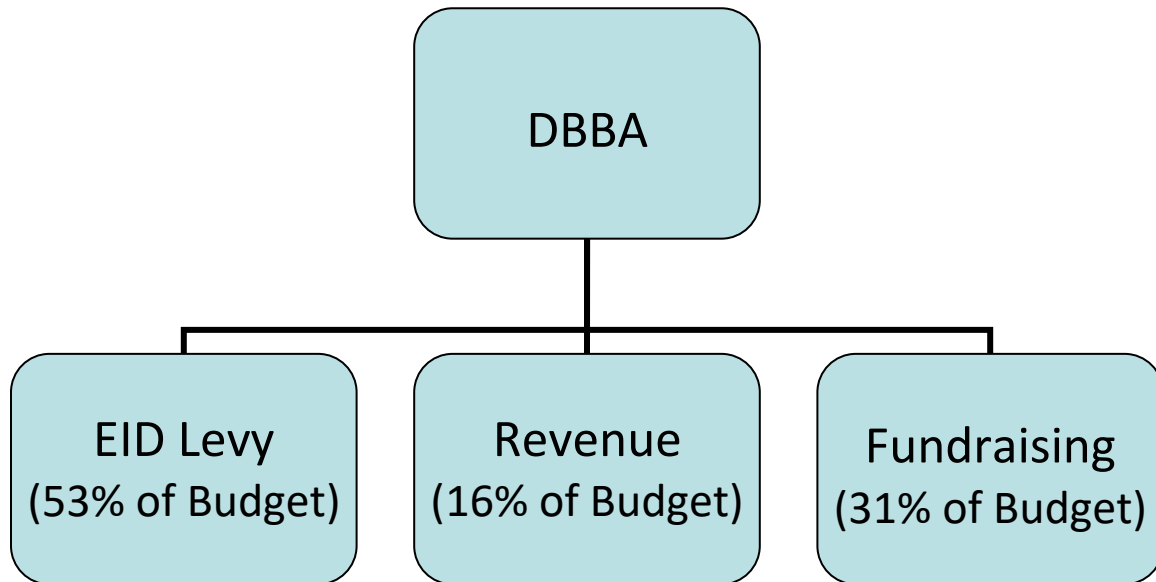 DBBA
EID Levy
(53% of Budget)
Revenue
(16% of Budget)
Fundraising
(31% of Budget)